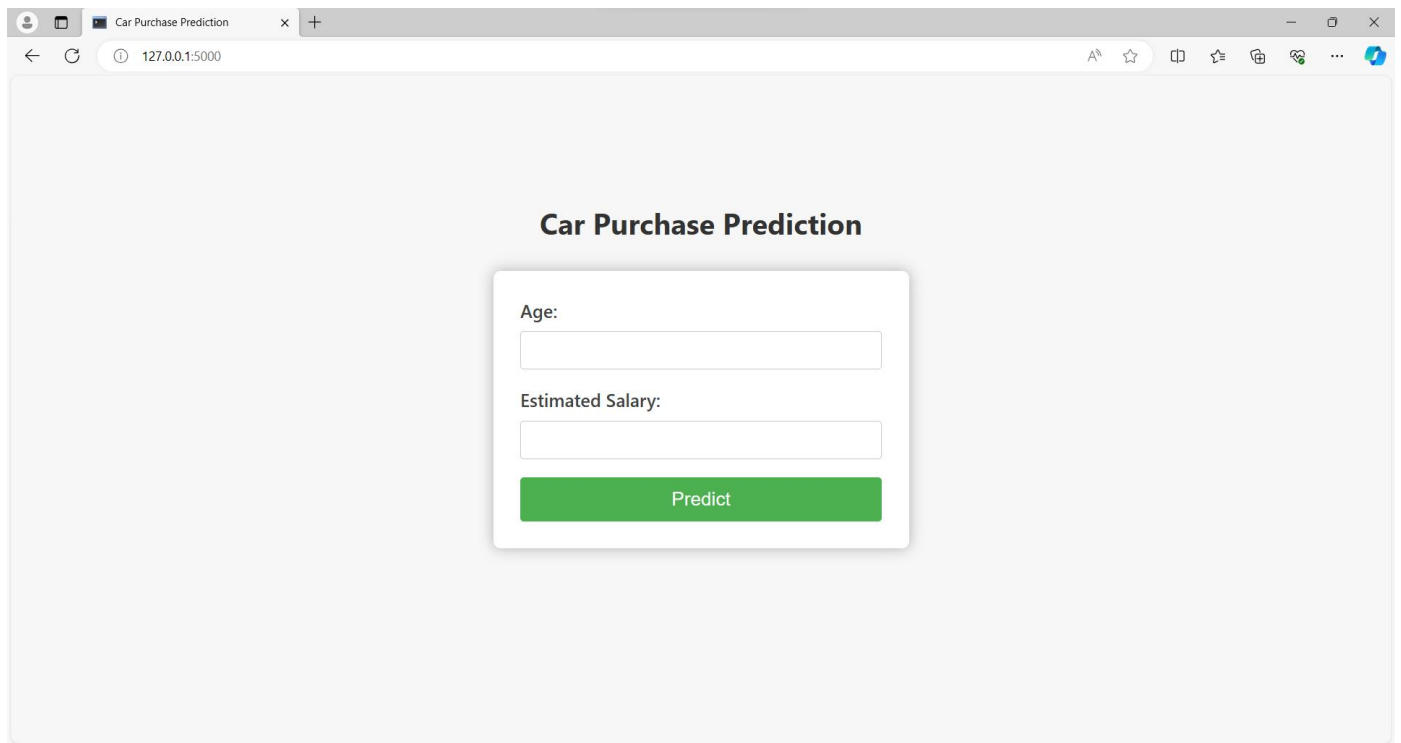 Car Purchase Prediction
127.0.0.1:5000
Car Purchase Prediction
Age:
Estimated Salary:
Predict